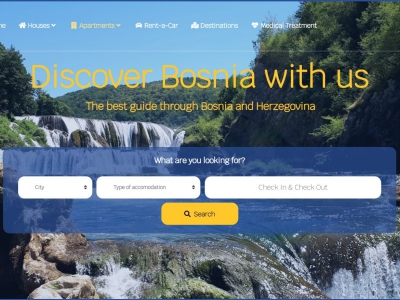 me Houses Apartments Rent-a-Car Destinations Medical Treatment
Discover Bosnia with us
The best guide through Bosnia and Herzegovina
What are you looking for?
City Type of accomodation Check In & Check Out
Search